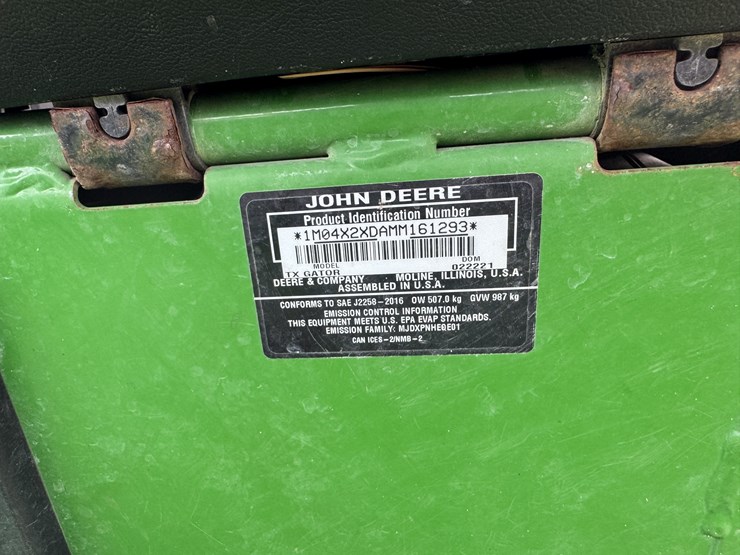 JOHN DEERE
Product Identification Number
*1M04X2XDAMM161293*
MODEL DOM
TX GATOR 022221
DEERE & COMPANY MOLINE, ILLINOIS, U.S.A.
ASSEMBLED IN U.S.A.
CONFORMS TO SAE J2258-2016 OW 507.0 kg GVW 987 kg
EMISSION CONTROL INFORMATION
THIS EQUIPMENT MEETS U.S. EPA EVAP STANDARDS.
EMISSION FAMILY: MJDXPNHEQE01
CAN ICES-2/NMB-2